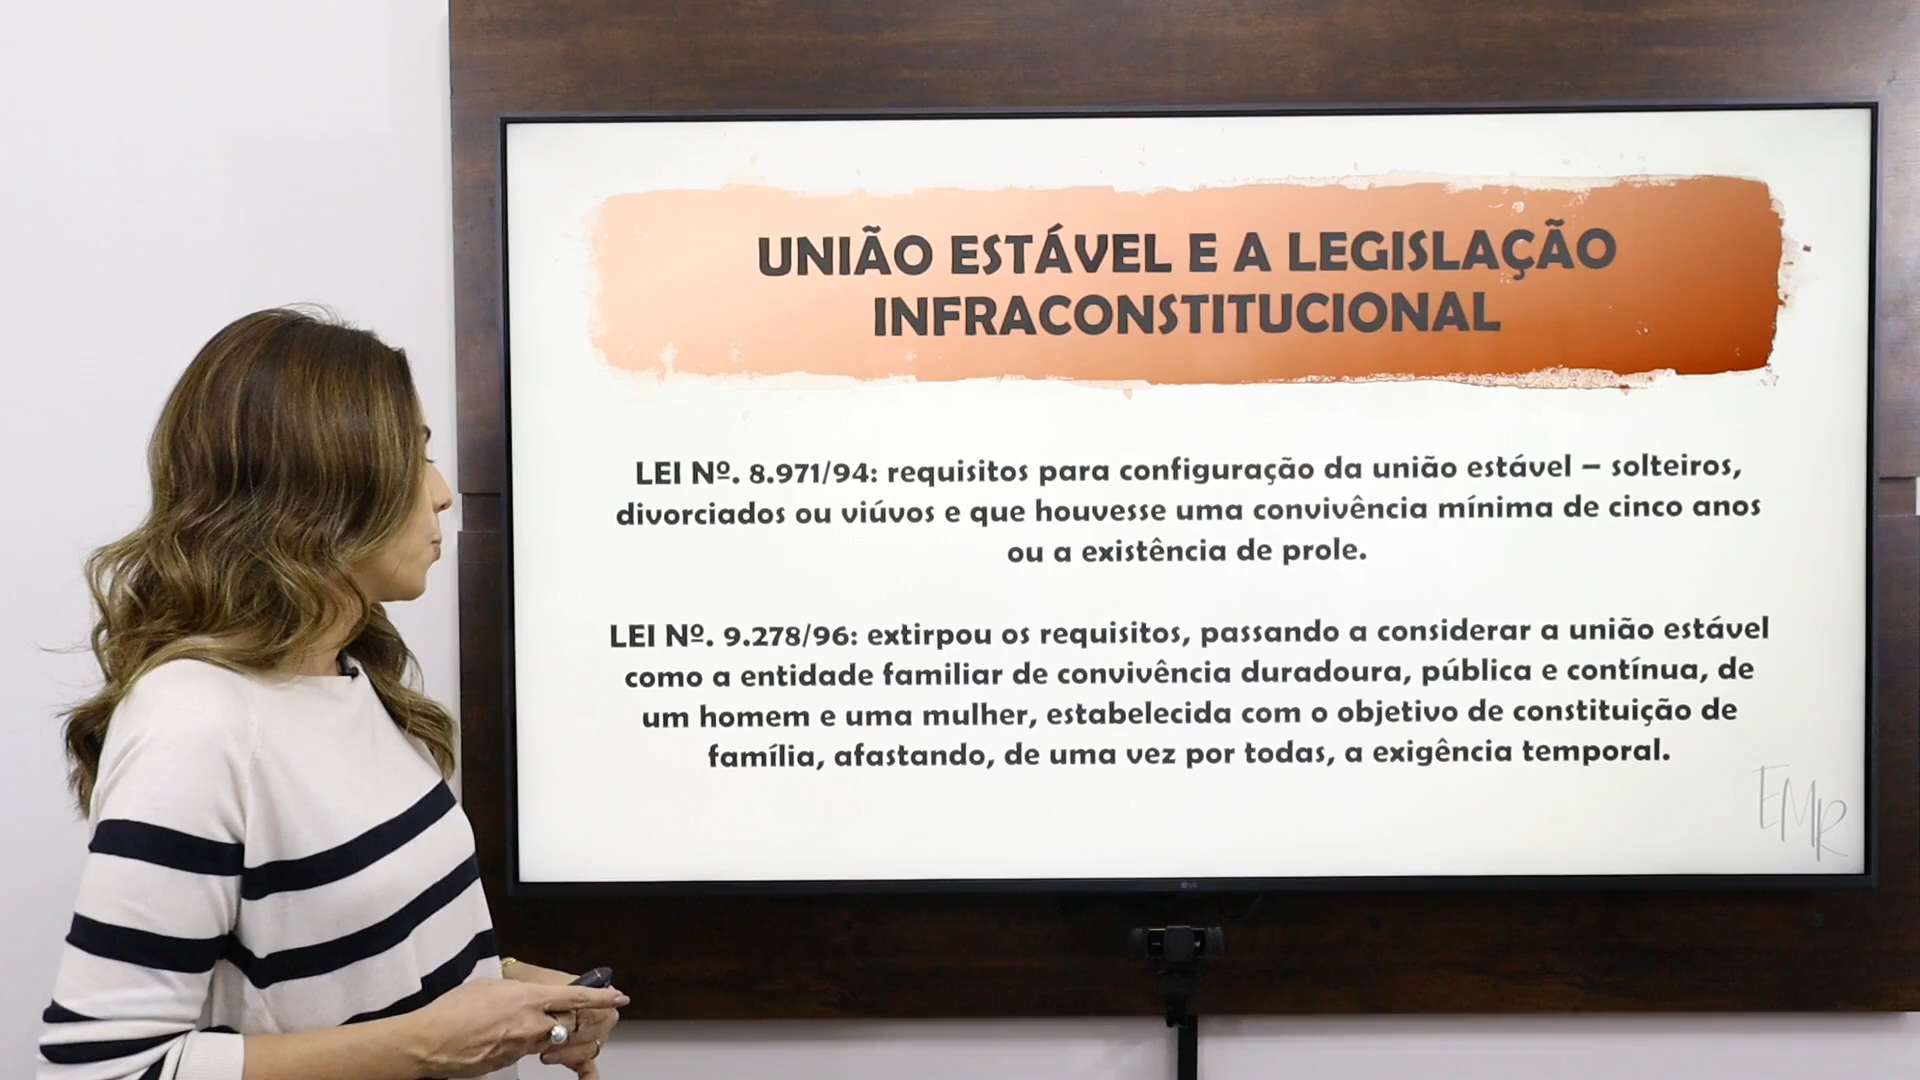 UNIÃO ESTÁVEL E A LEGISLAÇÃO
INFRACONSTITUCIONAL
LEI Nº. 8.971/94: requisitos para configuração da união estável – solteiros,
divorciados ou viúvos e que houvesse uma convivência mínima de cinco anos
ou a existência de prole.
LEI Nº. 9.278/96: extirpou os requisitos, passando a considerar a união estável
como a entidade familiar de convivência duradoura, pública e contínua, de
um homem e uma mulher, estabelecida com o objetivo de constituição de
família, afastando, de uma vez por todas, a exigência temporal.
EMR
LG